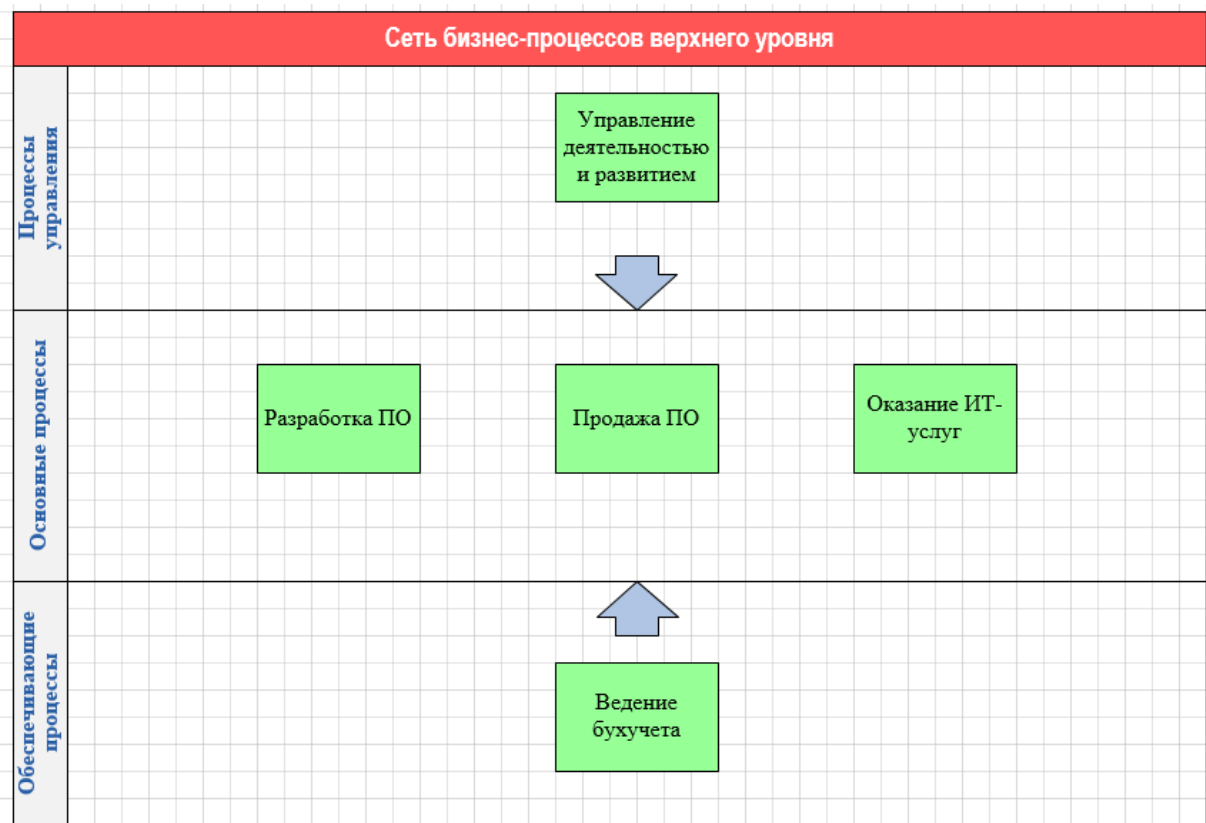 Сеть бизнес-процессов верхнего уровня
Процессы
управления
Управление
деятельностью
и развитием
Основные процессы
Разработка ПО
Продажа ПО
Оказание ИТ-
услуг
Обеспечивающие
процессы
Ведение
бухучета